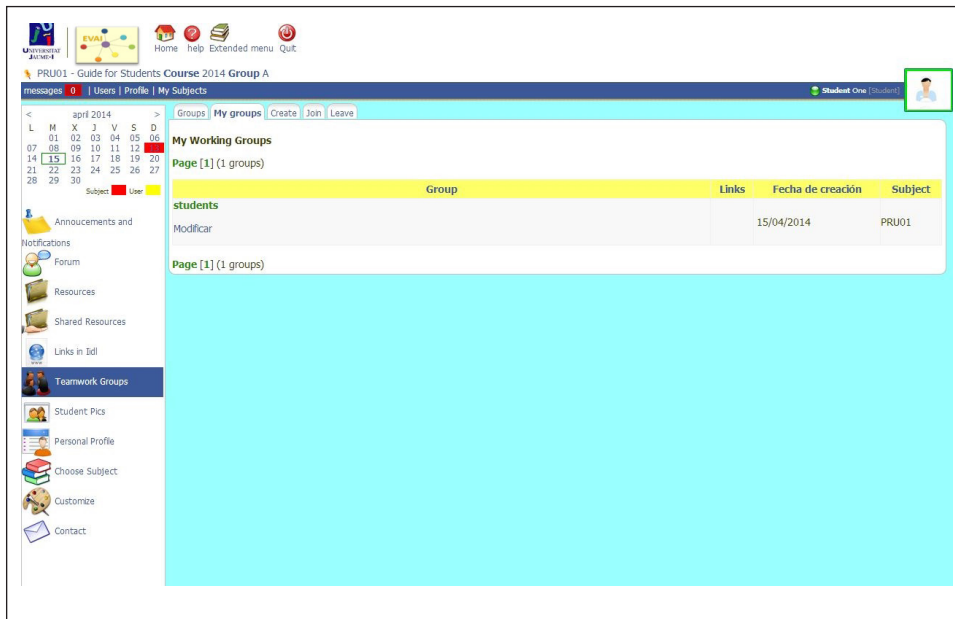 EVAI
UNIVERSITAT
JAUME•I
Home help Extended menu Quit
PRU01 - Guide for Students Course 2014 Group A
messages 0 | Users | Profile | My Subjects
Student One [Student]
< april 2014 >
L M X J V S D
01 02 03 04 05 06
07 08 09 10 11 12
14 15 16 17 18 19 20
21 22 23 24 25 26 27
28 29 30
Subject User
Groups My groups Create Join Leave
My Working Groups
Page [1] (1 groups)
Group Links Fecha de creación Subject
students
Modificar
15/04/2014 PRU01
Page [1] (1 groups)
Annoucements and
Notifications
Forum
Resources
Shared Resources
Links in Iidl
Teamwork Groups
Student Pics
Personal Profile
Choose Subject
Customize
Contact